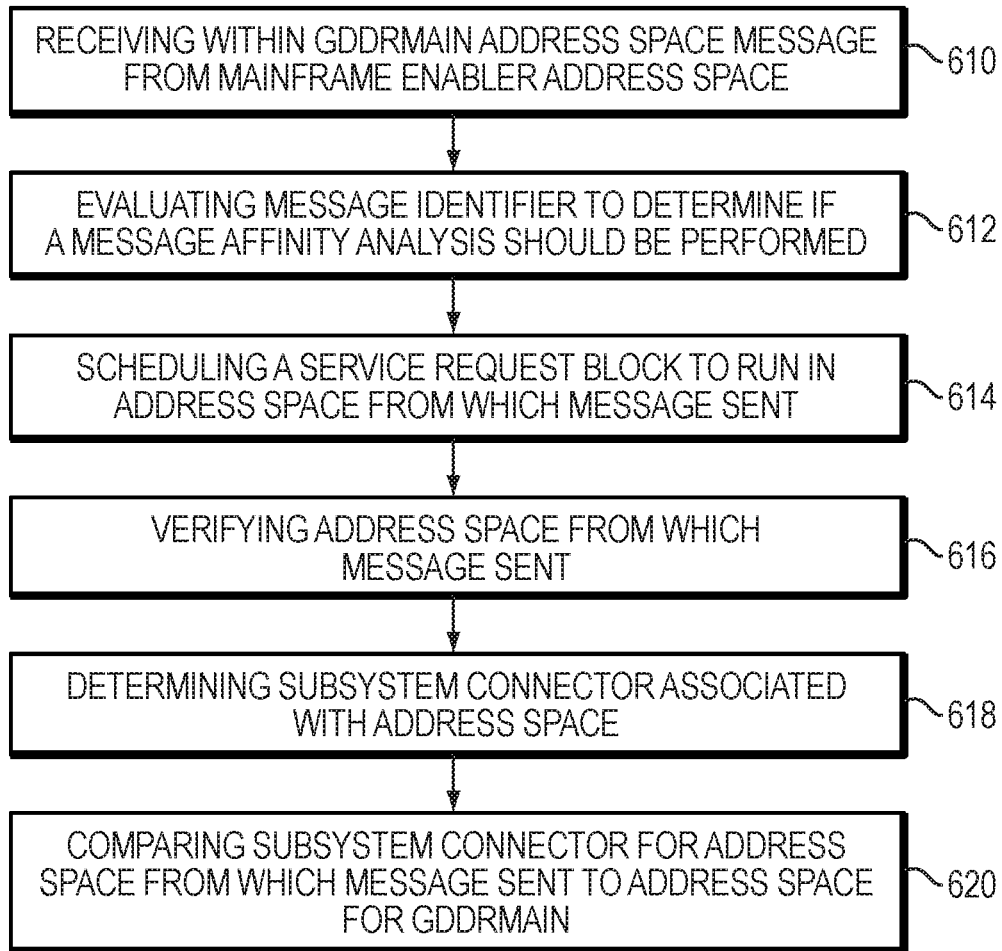 RECEIVING WITHIN GDDRMAIN ADDRESS SPACE MESSAGE
FROM MAINFRAME ENABLER ADDRESS SPACE
610
EVALUATING MESSAGE IDENTIFIER TO DETERMINE IF
A MESSAGE AFFINITY ANALYSIS SHOULD BE PERFORMED
612
SCHEDULING A SERVICE REQUEST BLOCK TO RUN IN
ADDRESS SPACE FROM WHICH MESSAGE SENT
614
VERIFYING ADDRESS SPACE FROM WHICH
MESSAGE SENT
616
DETERMINING SUBSYSTEM CONNECTOR ASSOCIATED
WITH ADDRESS SPACE
618
COMPARING SUBSYSTEM CONNECTOR FOR ADDRESS
SPACE FROM WHICH MESSAGE SENT TO ADDRESS SPACE
FOR GDDRMAIN
620